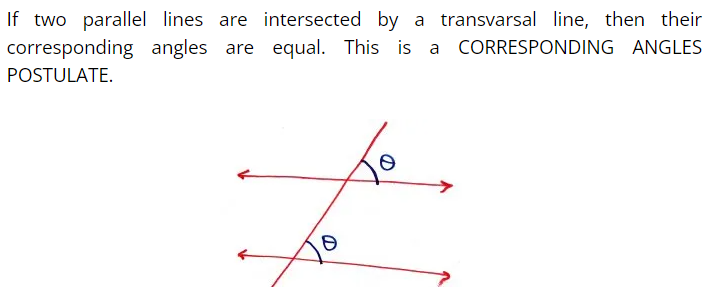 If two parallel lines are intersected by a transvarsal line, then their
corresponding angles are equal. This is a CORRESPONDING ANGLES
POSTULATE.
θ
θ